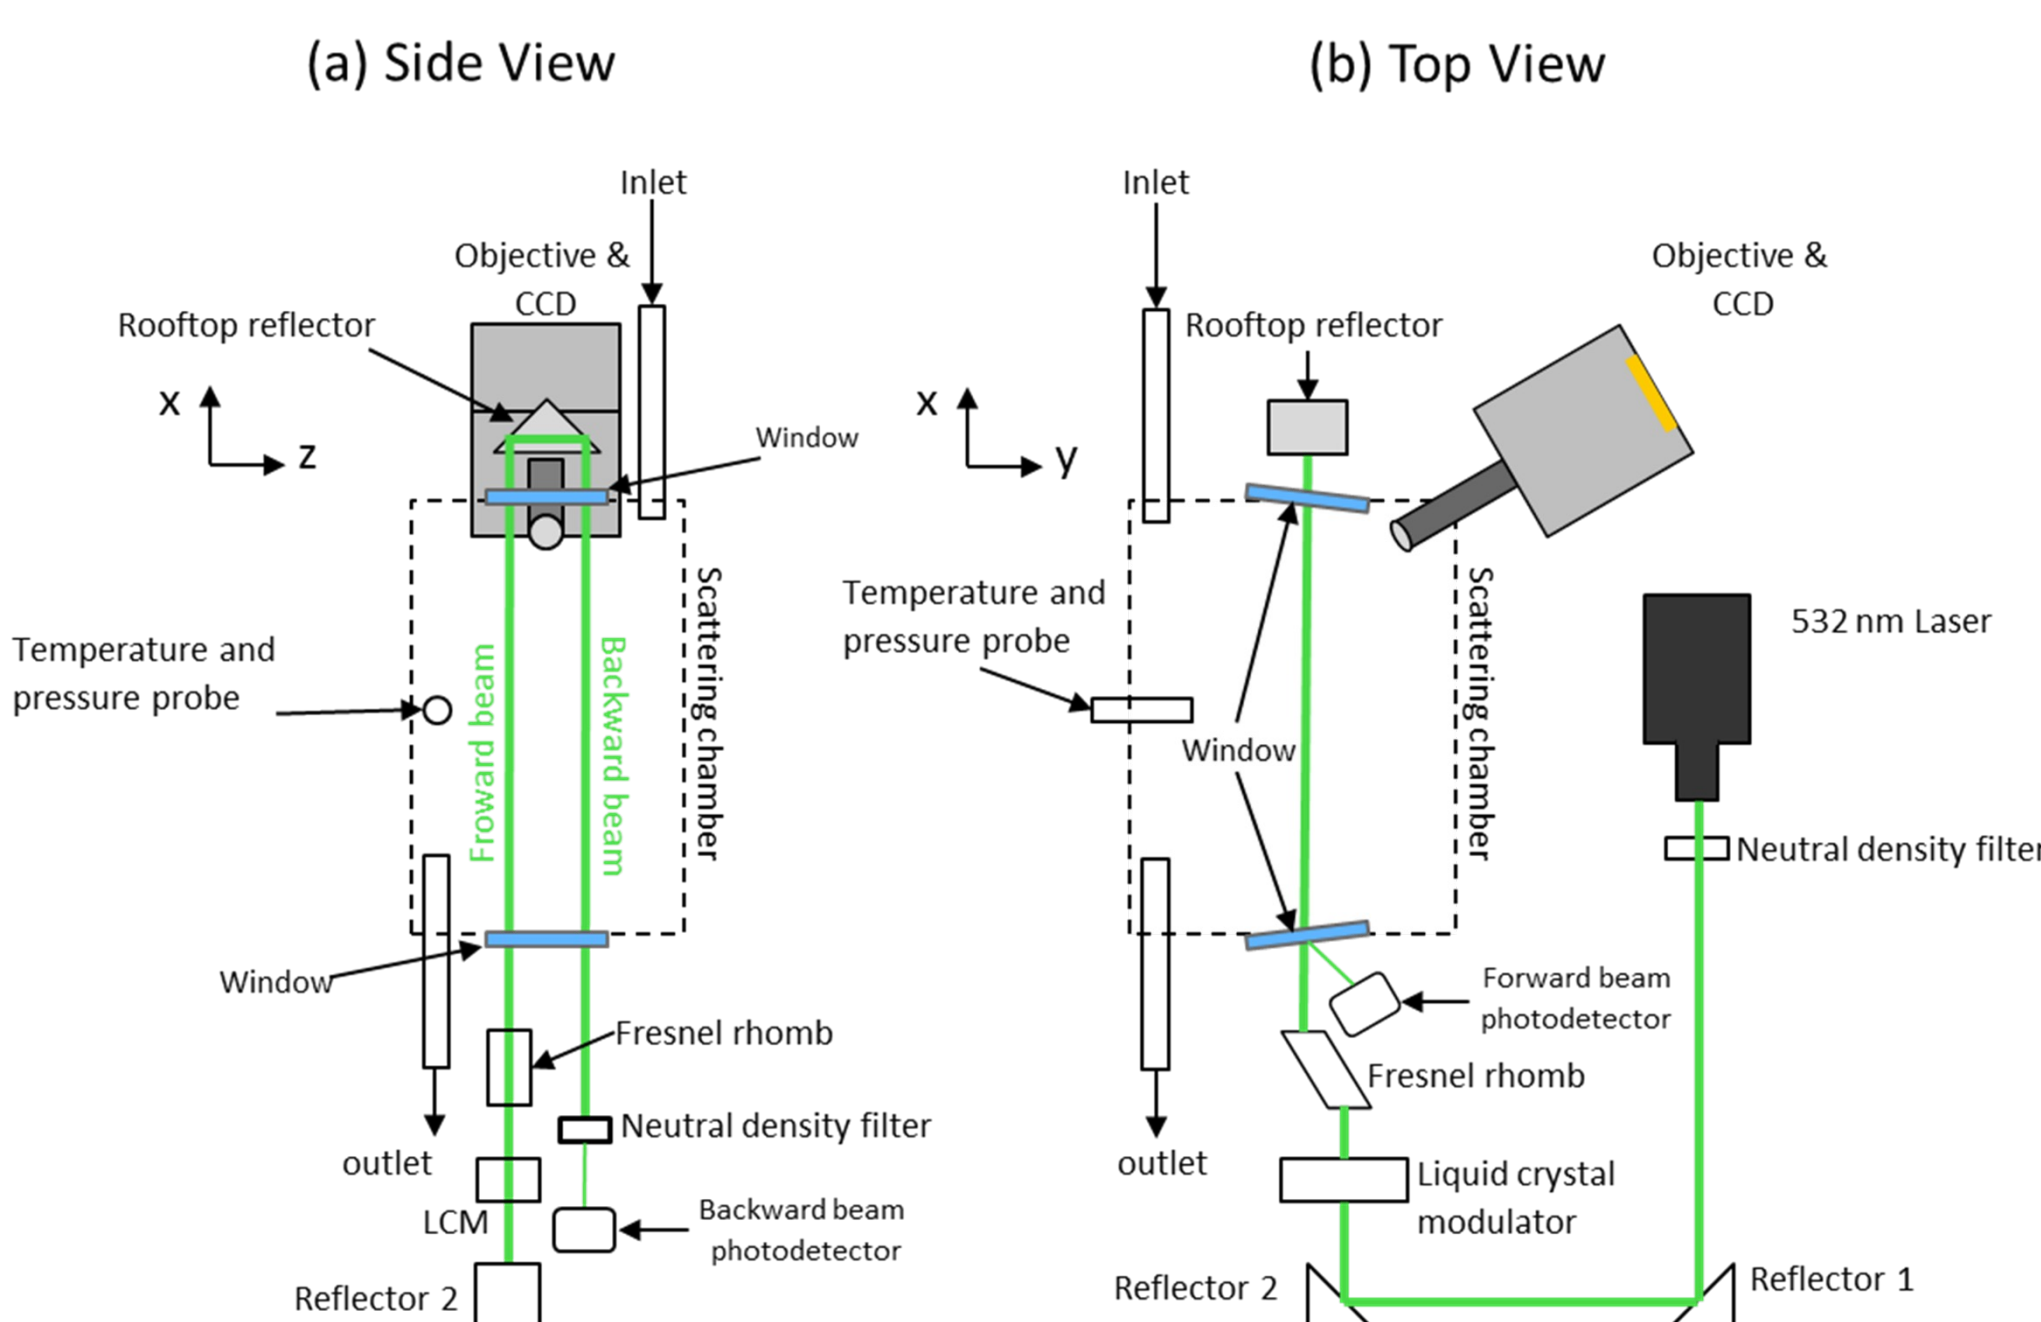 (a) Side View
Inlet
Objective &
CCD
Rooftop reflector
x
z
Window
Temperature and
pressure probe
Froward beam
Backward beam
Scattering chamber
Window
Fresnel rhomb
Neutral density filter
outlet
LCM
Backward beam
photodetector
Reflector 2
(b) Top View
Inlet
Objective &
CCD
Rooftop reflector
x
y
Temperature and
pressure probe
Scattering chamber
532 nm Laser
Window
Neutral density filter
Forward beam
photodetector
Fresnel rhomb
outlet
Liquid crystal
modulator
Reflector 2
Reflector 1